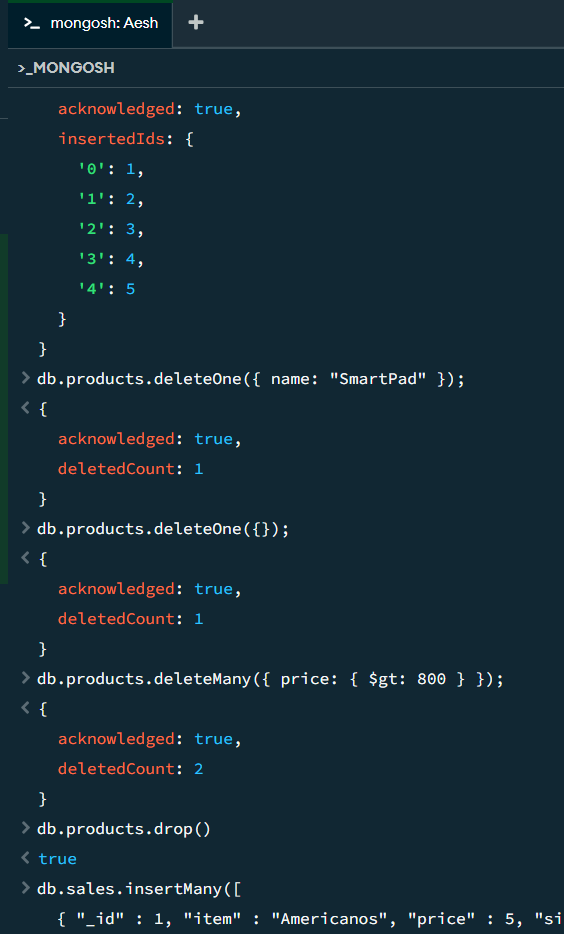 >_ mongosh: Aesh +
>_MONGOSH
acknowledged: true,
insertedIds: {
'0': 1,
'1': 2,
'2': 3,
'3': 4,
'4': 5
}
}
> db.products.deleteOne({ name: "SmartPad" });
< {
acknowledged: true,
deletedCount: 1
}
> db.products.deleteOne({});
< {
acknowledged: true,
deletedCount: 1
}
> db.products.deleteMany({ price: { $gt: 800 } });
< {
acknowledged: true,
deletedCount: 2
}
> db.products.drop()
< true
> db.sales.insertMany([
{ "_id" : 1, "item" : "Americanos", "price" : 5, "si